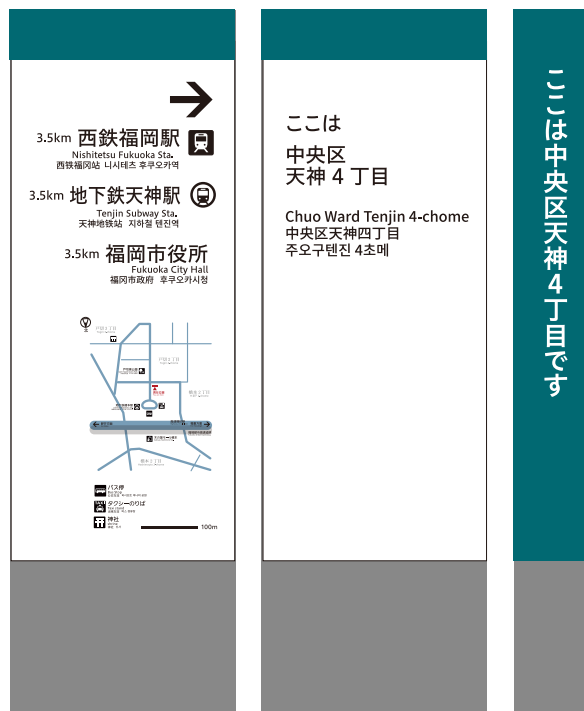 3.5km 西鉄福岡駅
Nishitetsu Fukuoka Sta.
西鉄福冈站 니시테츠 후쿠오카역
3.5km 地下鉄天神駅
Tenjin Subway Sta.
天神地铁站 지하철 텐진역
3.5km 福岡市役所
Fukuoka City Hall
福冈市政府 후쿠오카시청
バス停
タクシーのりば
神社
100m
ここは
中央区
天神 4 丁目
Chuo Ward Tenjin 4-chome
中央区天神四丁目
주오구텐진 4초메
ここは中央区天神4丁目です